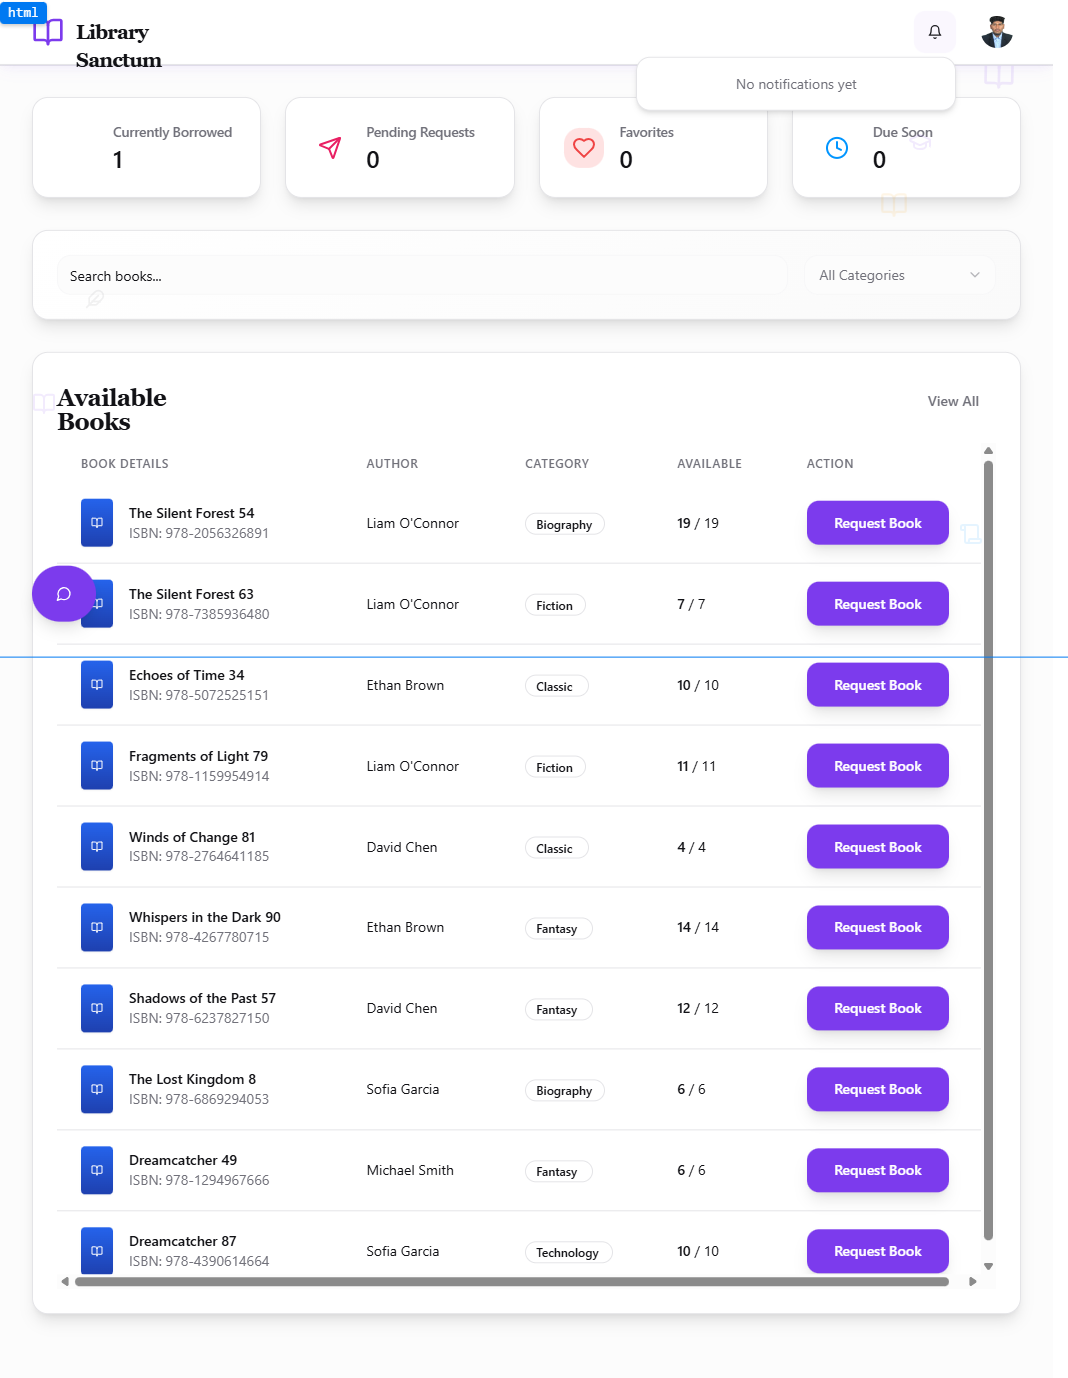 html
Library
Sanctum
No notifications yet
Currently Borrowed
1
Pending Requests
0
Favorites
0
Due Soon
0
Search books...
All Categories
Available
Books
View All
BOOK DETAILS AUTHOR CATEGORY AVAILABLE ACTION
The Silent Forest 54
ISBN: 978-2056326891
Liam O'Connor
Biography
19 / 19
Request Book
The Silent Forest 63
ISBN: 978-7385936480
Liam O'Connor
Fiction
7 / 7
Request Book
Echoes of Time 34
ISBN: 978-5072525151
Ethan Brown
Classic
10 / 10
Request Book
Fragments of Light 79
ISBN: 978-1159954914
Liam O'Connor
Fiction
11 / 11
Request Book
Winds of Change 81
ISBN: 978-2764641185
David Chen
Classic
4 / 4
Request Book
Whispers in the Dark 90
ISBN: 978-4267780715
Ethan Brown
Fantasy
14 / 14
Request Book
Shadows of the Past 57
ISBN: 978-6237827150
David Chen
Fantasy
12 / 12
Request Book
The Lost Kingdom 8
ISBN: 978-6869294053
Sofia Garcia
Biography
6 / 6
Request Book
Dreamcatcher 49
ISBN: 978-1294967666
Michael Smith
Fantasy
6 / 6
Request Book
Dreamcatcher 87
ISBN: 978-4390614664
Sofia Garcia
Technology
10 / 10
Request Book